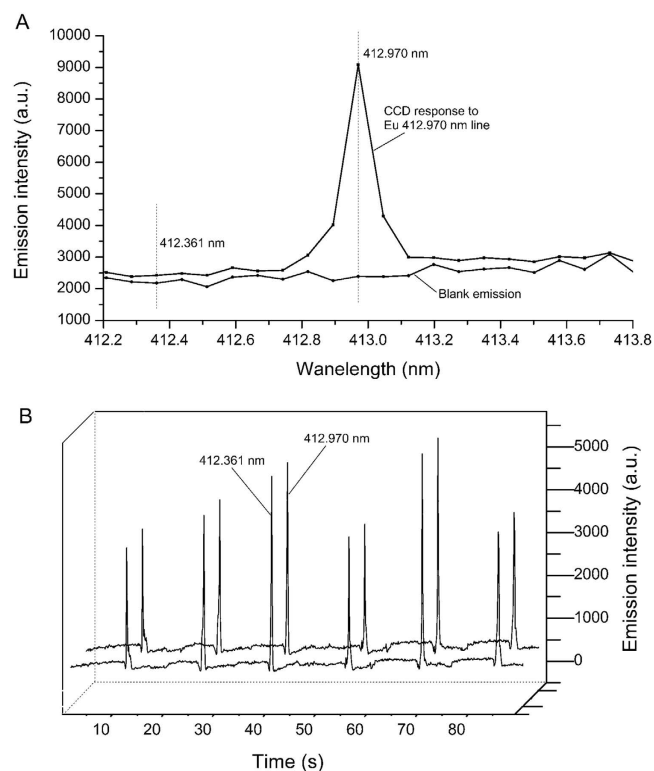 A
10000
9000
8000
7000
6000
5000
4000
3000
2000
1000
Emission intensity (a.u.)
412.970 nm
CCD response to
Eu 412.970 nm line
412.361 nm
Blank emission
412.2 412.4 412.6 412.8 413.0 413.2 413.4 413.6 413.8
Wanelength (nm)
B
412.970 nm
412.361 nm
5000
4000
3000
2000
1000
0
Emission intensity (a.u.)
10 20 30 40 50 60 70 80
Time (s)